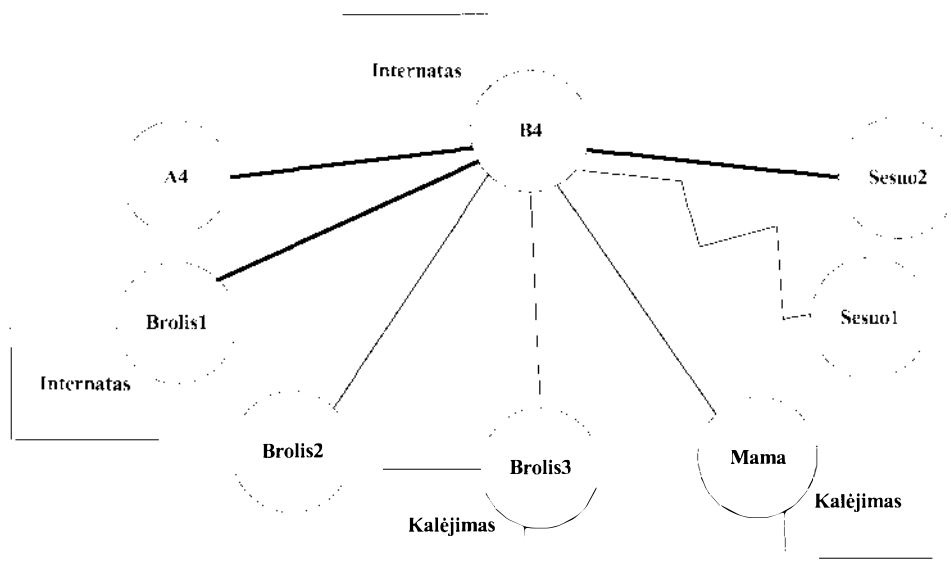 Internatas
B4
A4
Sesuo2
Brolis1
Sesuo1
Internatas
Brolis2
Brolis3
Mama
Kalėjimas
Kalėjimas